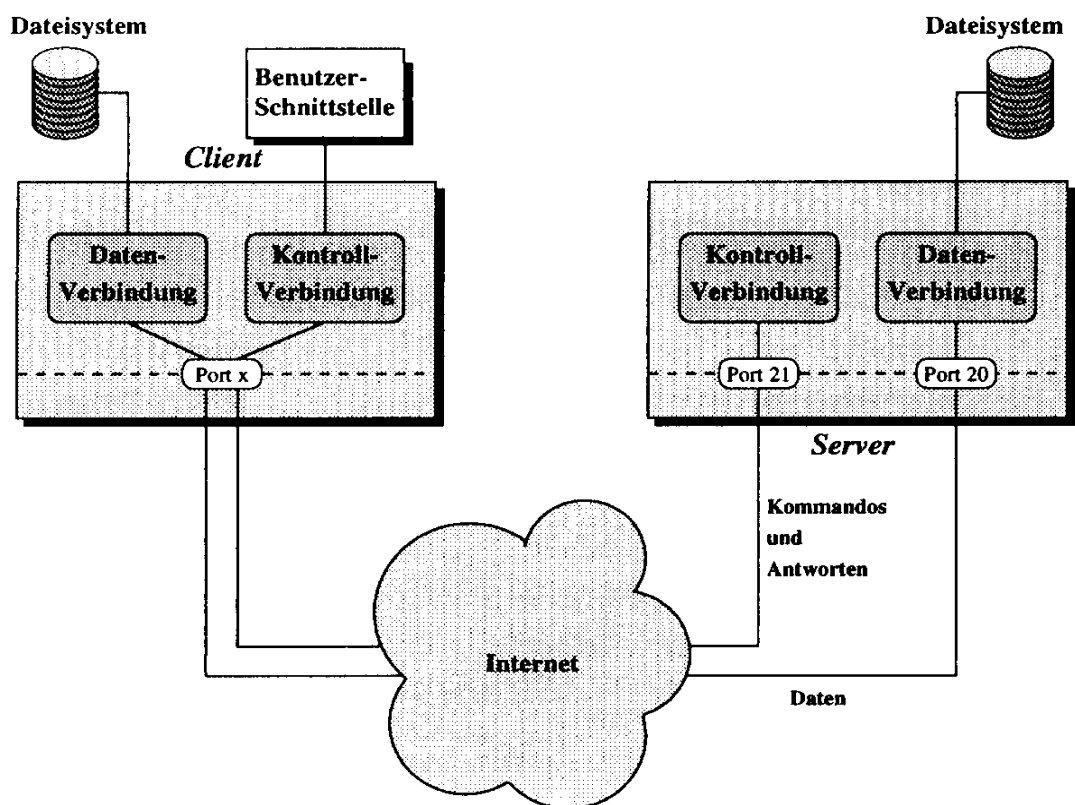 Dateisystem
Dateisystem
Benutzer-
Schnittstelle
Client
Daten-
Verbindung
Kontroll-
Verbindung
Kontroll-
Verbindung
Daten-
Verbindung
Port x
Port 21
Port 20
Server
Kommandos
und
Antworten
Internet
Daten